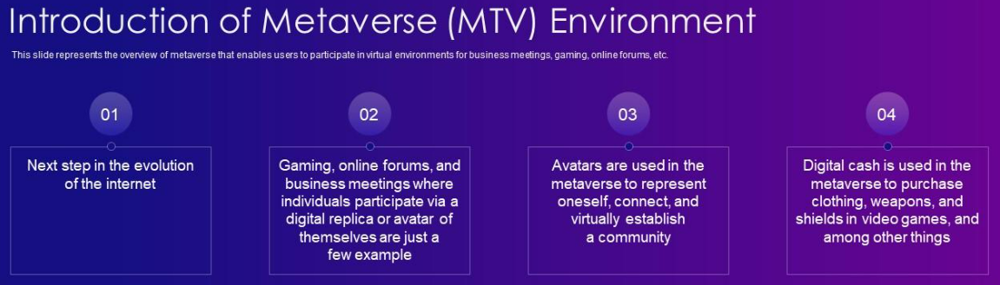 Introduction of Metaverse (MTV) Environment
This slide represents the overview of metaverse that enables users to participate in virtual environments for business meetings, gaming, online forums, etc.
01
Next step in the evolution
of the internet
02
Gaming, online forums, and
business meetings where
individuals participate via a
digital replica or avatar of
themselves are just a
few example
03
Avatars are used in the
metaverse to represent
oneself, connect, and
virtually establish
a community
04
Digital cash is used in the
metaverse to purchase
clothing, weapons, and
shields in video games, and
among other things